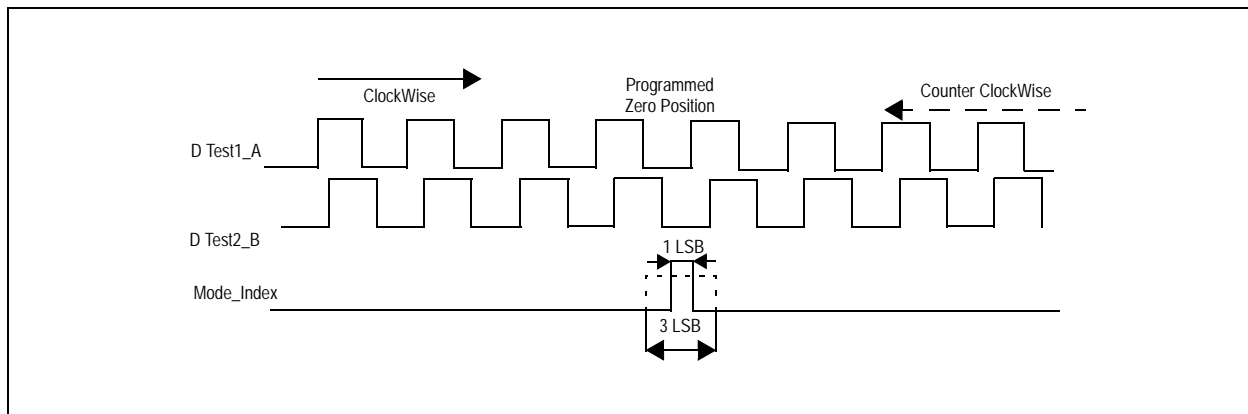 ClockWise
Programmed
Zero Position
Counter ClockWise
D Test1_A
D Test2_B
1 LSB
Mode_Index
3 LSB